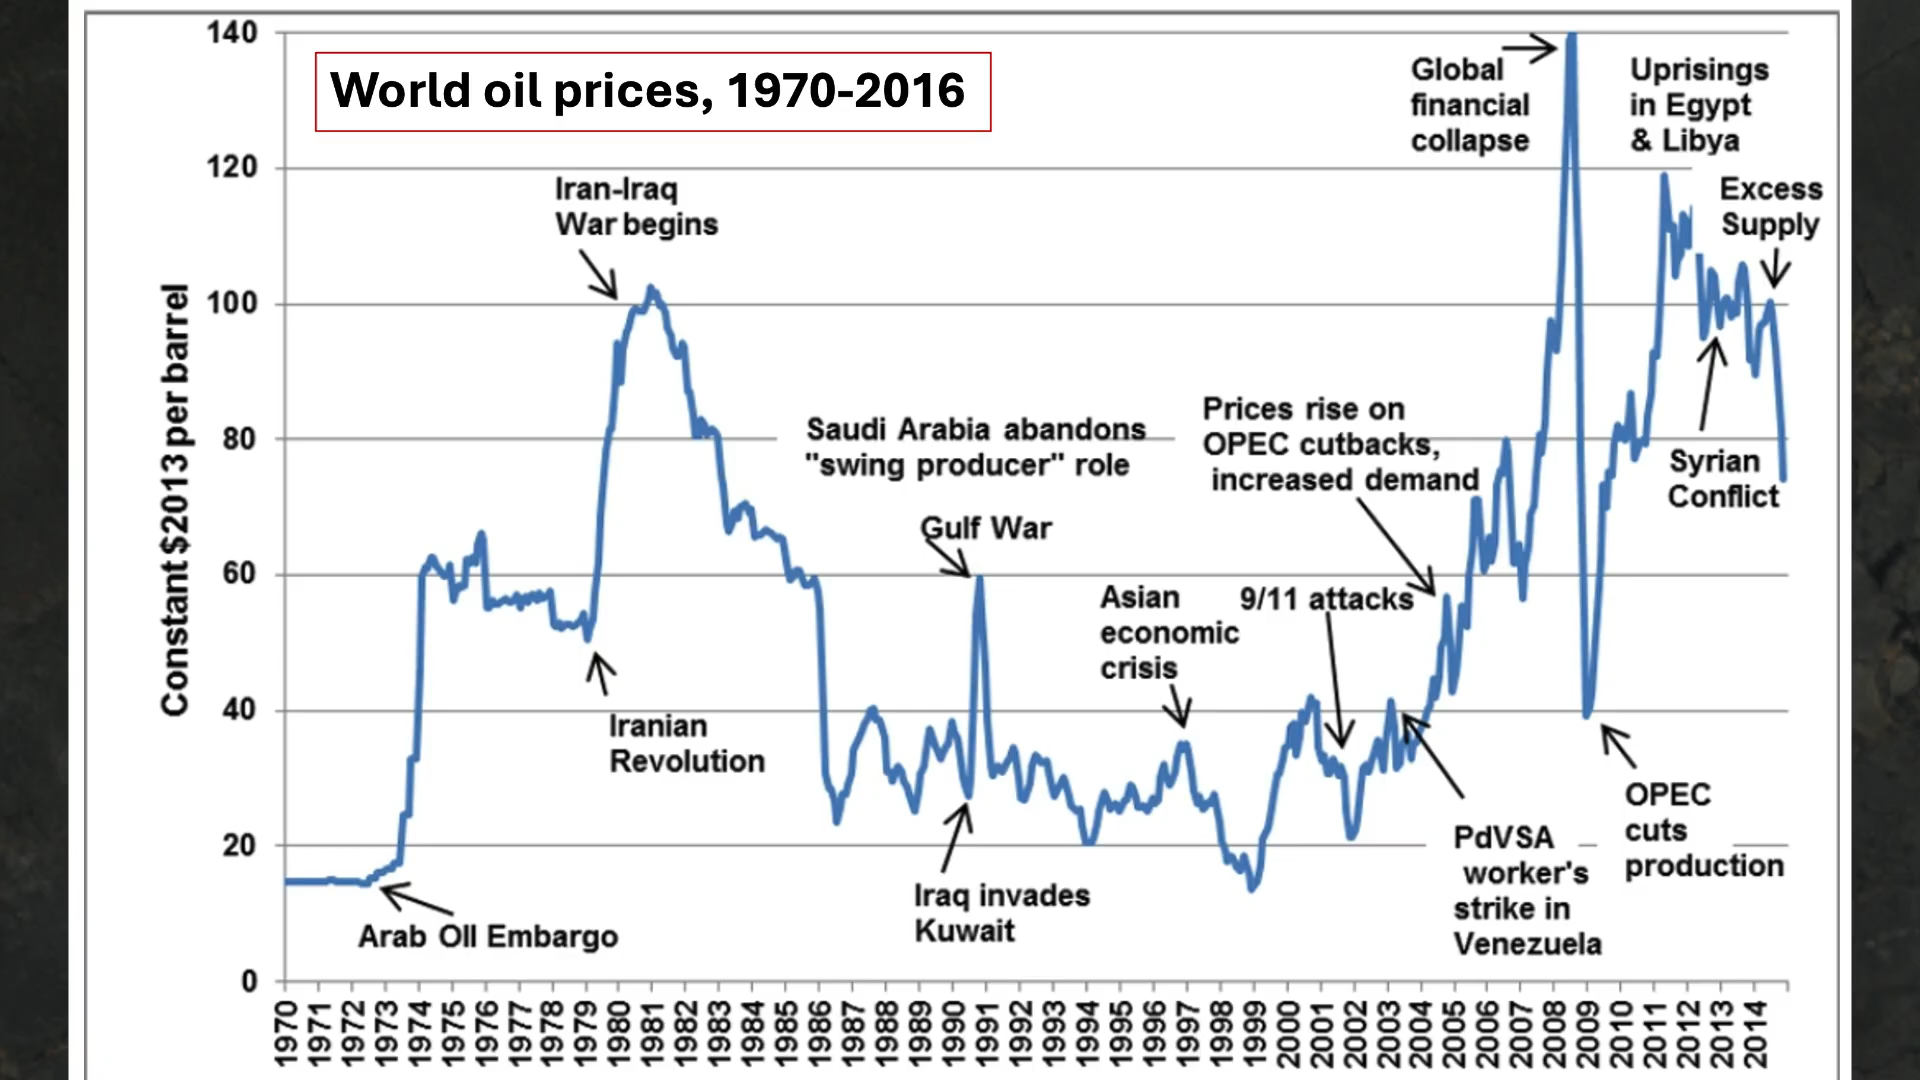 World oil prices, 1970-2016
Constant $2013 per barrel
140
120
100
80
60
40
20
0
Iran-Iraq
War begins
Global
financial
collapse
Uprisings
in Egypt
& Libya
Excess
Supply
Saudi Arabia abandons
"swing producer" role
Prices rise on
OPEC cutbacks,
increased demand
Syrian
Conflict
Gulf War
Asian
economic
crisis
9/11 attacks
Iranian
Revolution
Arab OIl Embargo
Iraq invades
Kuwait
PdVSA
worker's
strike in
Venezuela
OPEC
cuts
production
1970
1971
1972
1973
1974
1975
1976
1977
1978
1979
1980
1981
1982
1983
1984
1985
1986
1987
1988
1989
1990
1991
1992
1993
1994
1995
1996
1997
1998
1999
2000
2001
2002
2003
2004
2005
2006
2007
2008
2009
2010
2011
2012
2013
2014